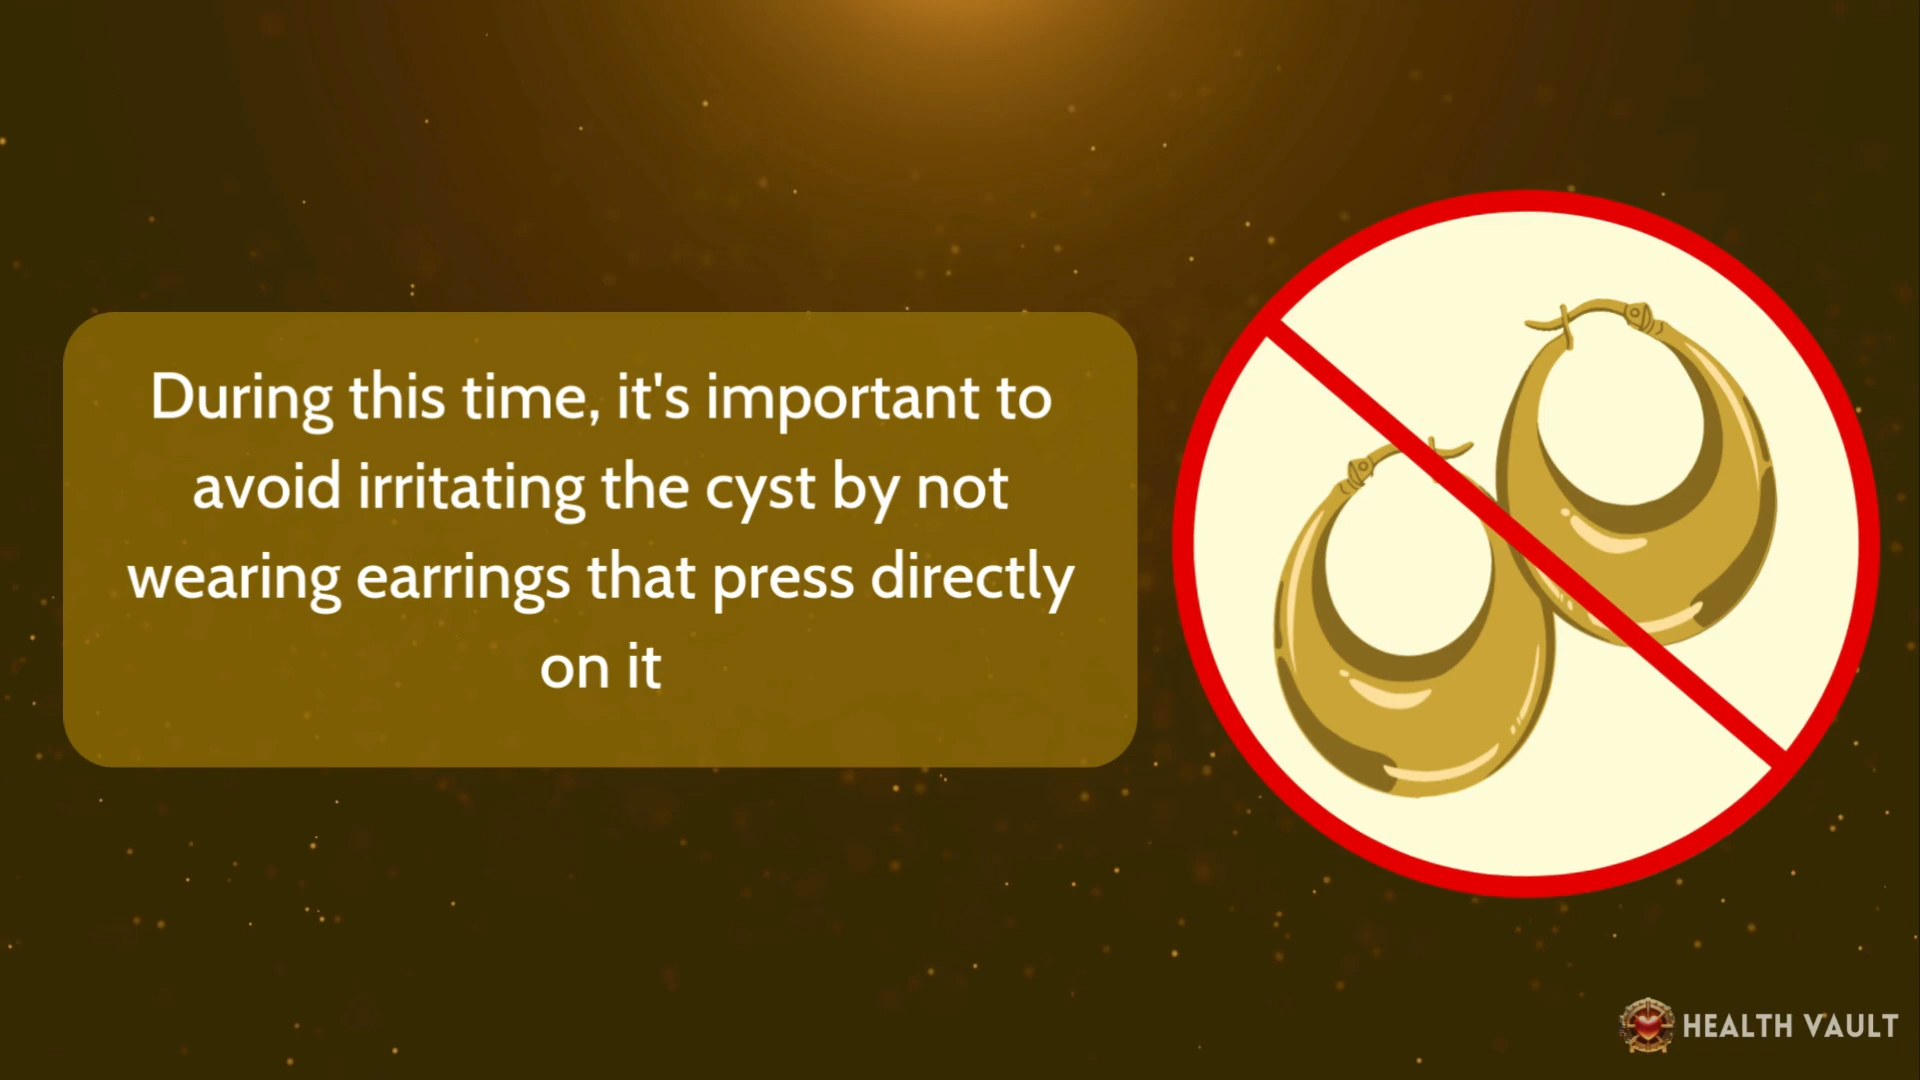 During this time, it's important to
avoid irritating the cyst by not
wearing earrings that press directly
on it
HEALTH VAULT